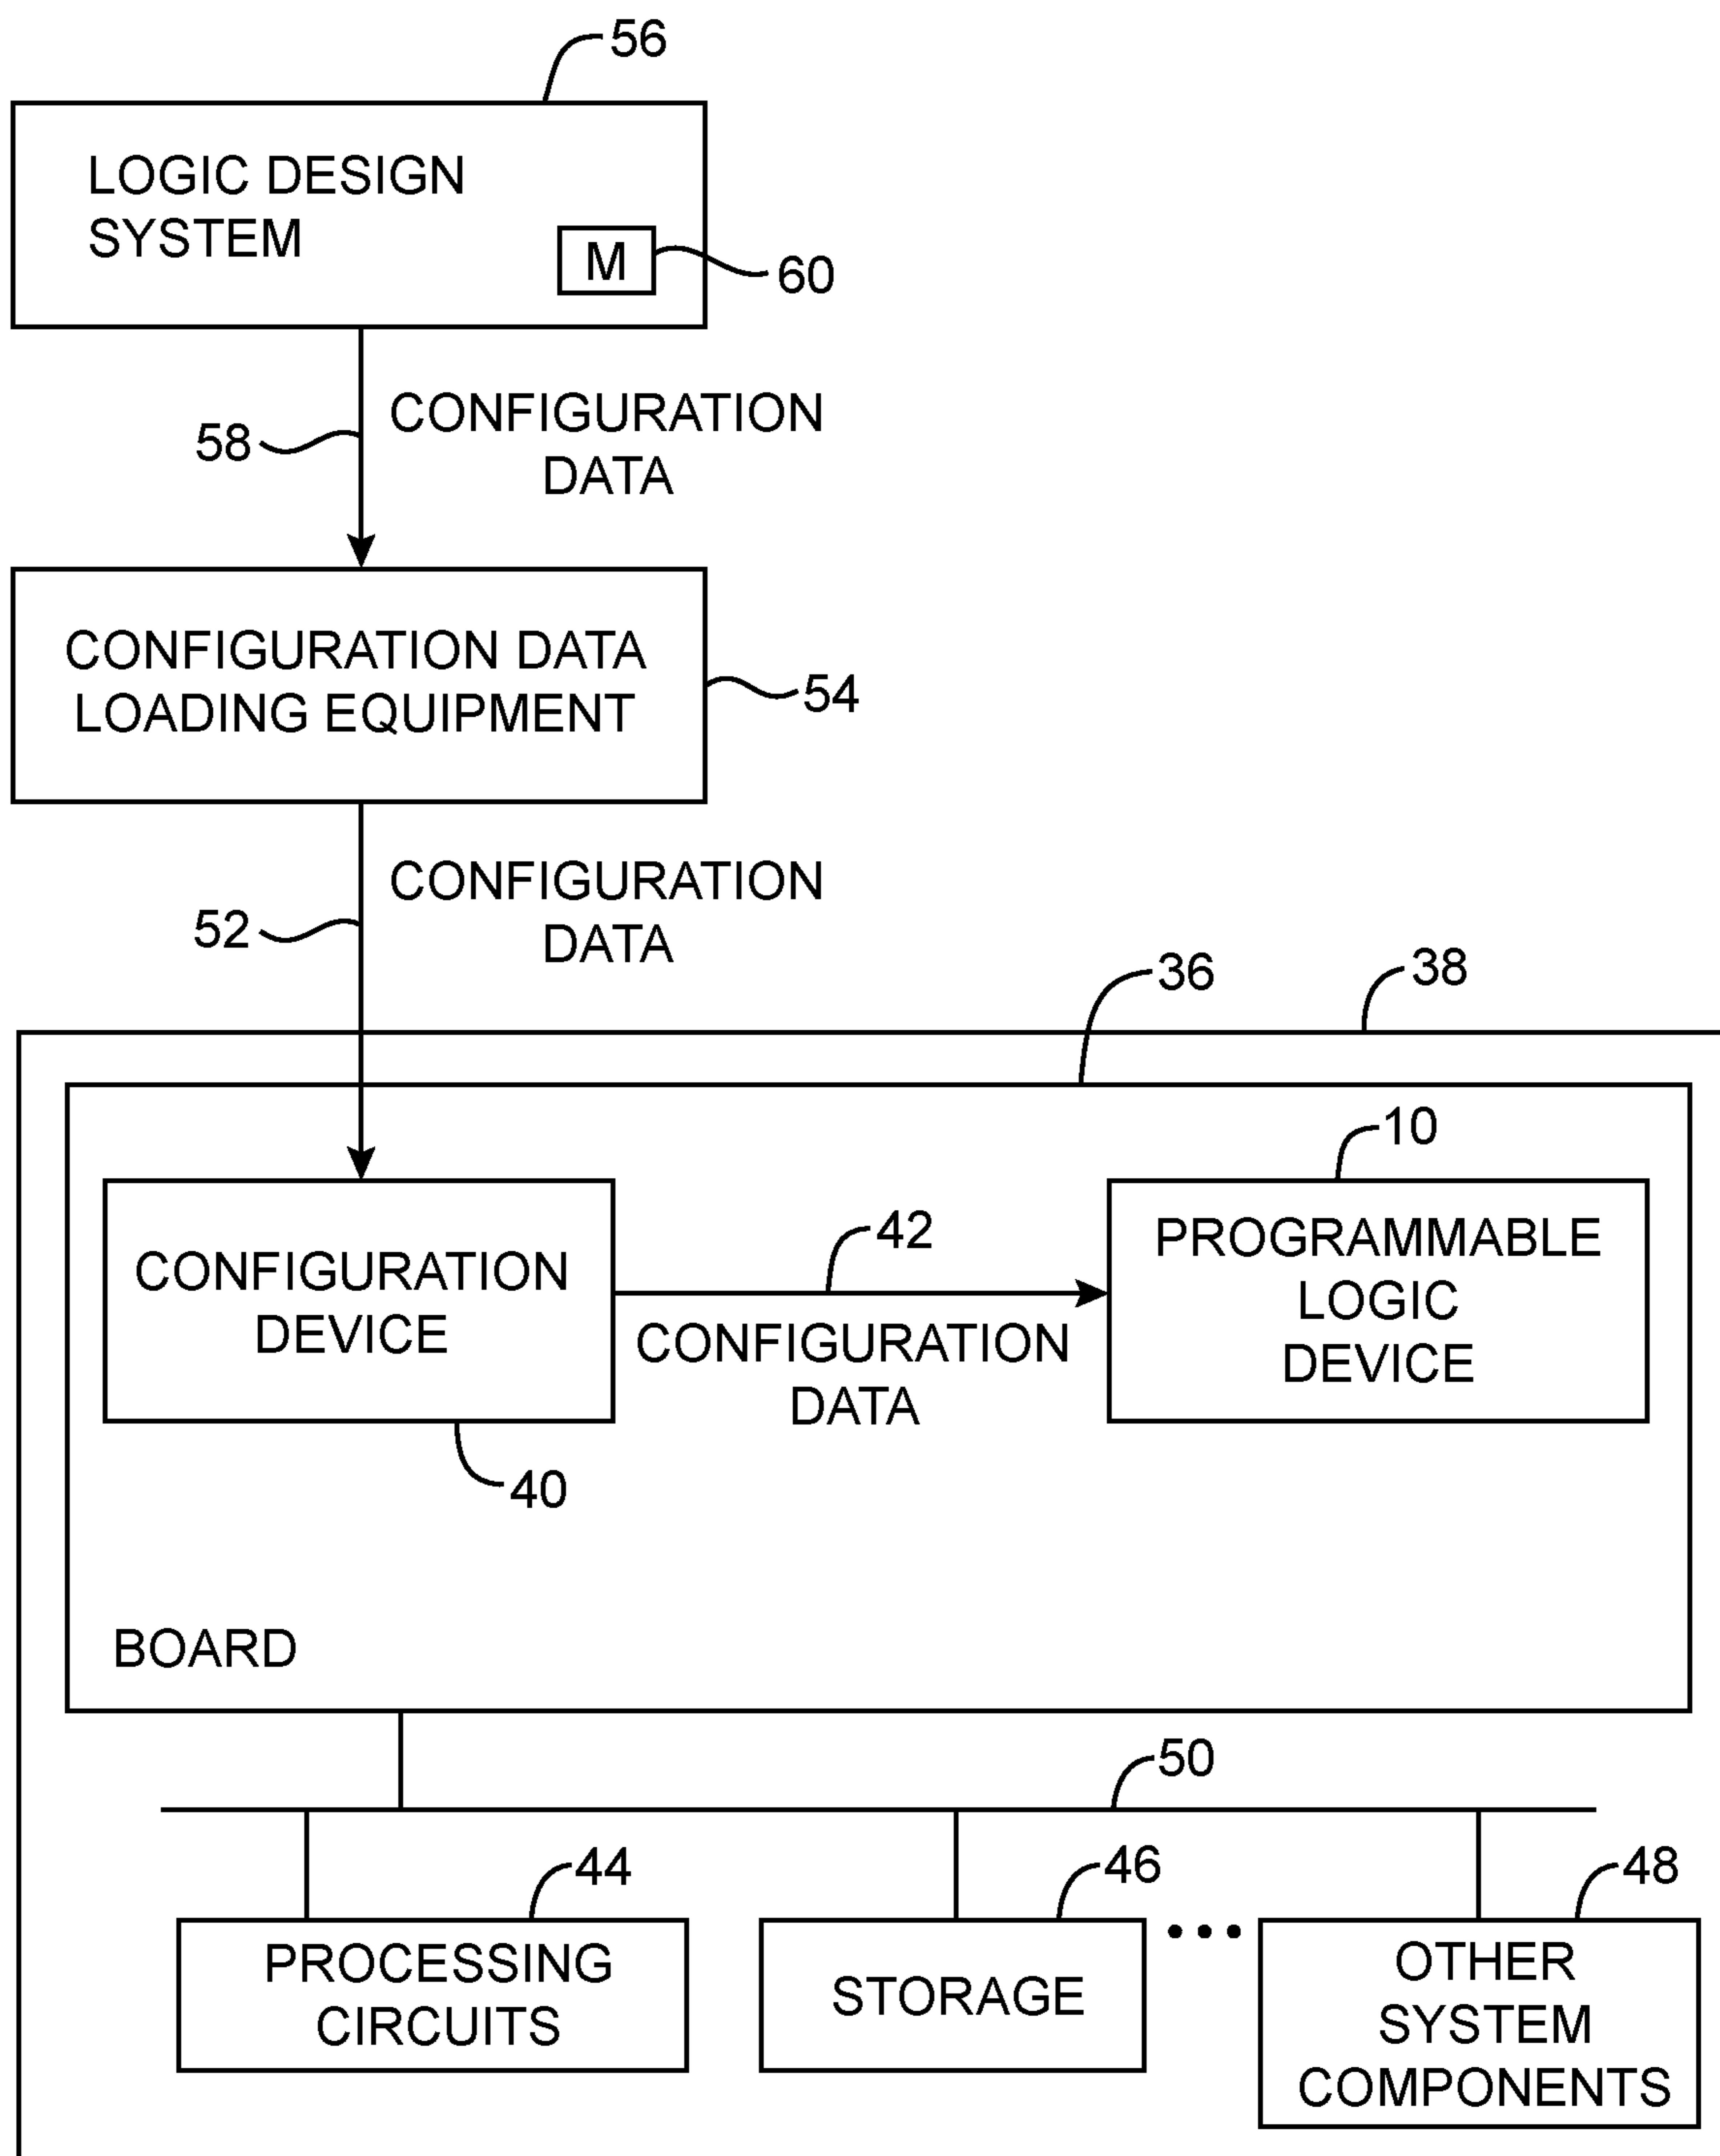 56
LOGIC DESIGN
SYSTEM
M
60
58
CONFIGURATION
DATA
CONFIGURATION DATA
LOADING EQUIPMENT
54
52
CONFIGURATION
DATA
36
38
10
CONFIGURATION
DEVICE
40
42
CONFIGURATION
DATA
PROGRAMMABLE
LOGIC
DEVICE
BOARD
50
44
46
48
PROCESSING
CIRCUITS
STORAGE
•••
OTHER
SYSTEM
COMPONENTS